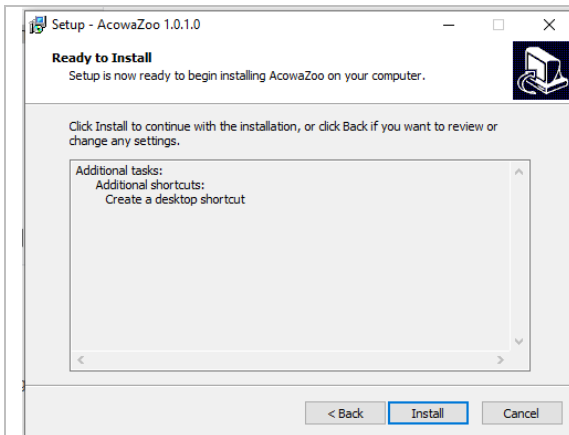 Setup - AcowaZoo 1.0.1.0
Ready to Install
Setup is now ready to begin installing AcowaZoo on your computer.
Click Install to continue with the installation, or click Back if you want to review or
change any settings.
Additional tasks:
Additional shortcuts:
Create a desktop shortcut
< Back
Install
Cancel